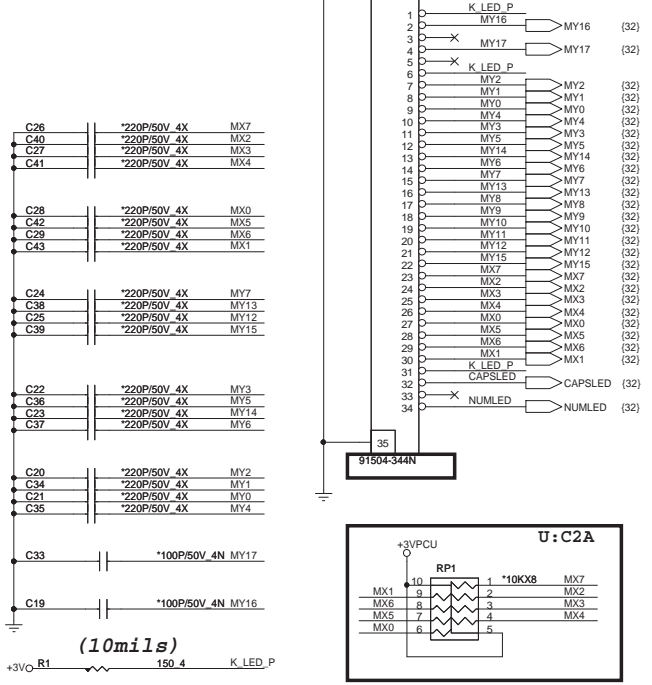 1 K_LED_P
2 MY16 MY16 {32}
3
4 MY17 MY17 {32}
5
6 K_LED_P
7 MY2 MY2 {32}
8 MY1 MY1 {32}
9 MY0 MY0 {32}
10 MY4 MY4 {32}
11 MY3 MY3 {32}
12 MY5 MY5 {32}
13 MY14 MY14 {32}
14 MY6 MY6 {32}
15 MY7 MY7 {32}
16 MY13 MY13 {32}
17 MY8 MY8 {32}
18 MY9 MY9 {32}
19 MY10 MY10 {32}
20 MY11 MY11 {32}
21 MY12 MY12 {32}
22 MY15 MY15 {32}
23 MX7 MX7 {32}
24 MX2 MX2 {32}
25 MX3 MX3 {32}
26 MX4 MX4 {32}
27 MX0 MX0 {32}
28 MX5 MX5 {32}
29 MX6 MX6 {32}
30 MX1 MX1 {32}
31 K_LED_P
32 CAPSLED CAPSLED {32}
33
34 NUMLED NUMLED {32}
35
91504-344N
C26 *220P/50V_4X MX7
C40 *220P/50V_4X MX2
C27 *220P/50V_4X MX3
C41 *220P/50V_4X MX4
C28 *220P/50V_4X MX0
C42 *220P/50V_4X MX5
C29 *220P/50V_4X MX6
C43 *220P/50V_4X MX1
C24 *220P/50V_4X MY7
C38 *220P/50V_4X MY13
C25 *220P/50V_4X MY12
C39 *220P/50V_4X MY15
C22 *220P/50V_4X MY3
C36 *220P/50V_4X MY5
C23 *220P/50V_4X MY14
C37 *220P/50V_4X MY6
C20 *220P/50V_4X MY2
C34 *220P/50V_4X MY1
C21 *220P/50V_4X MY0
C35 *220P/50V_4X MY4
C33 *100P/50V_4N MY17
C19 *100P/50V_4N MY16
(10mils)
+3V R1 150_4 K_LED_P
U:C2A
+3VPCU
RP1
10 1 *10KX8 MX7
MX1 9 2 MX2
MX6 8 3 MX3
MX5 7 4 MX4
MX0 6 5